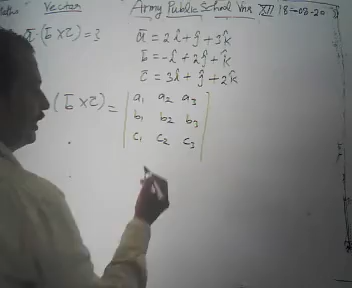 Maths Vector Army Public School Vns XII 18-08-20
ā·(b̄ x c̄)=? ā = 2î+ĵ+3k̂
b̄ = -î+2ĵ+k̂
c̄ = 3î+ĵ+2k̂
(b̄ x c̄) = | a₁ a₂ a₃ |
| b₁ b₂ b₃ |
| c₁ c₂ c₃ |